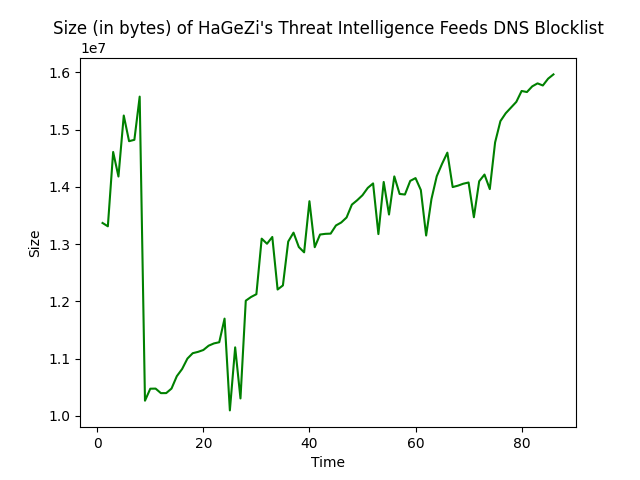 Size (in bytes) of HaGeZi's Threat Intelligence Feeds DNS Blocklist
1e7
1.6
1.5
1.4
1.3
1.2
1.1
1.0
Size
0 20 40 60 80
Time